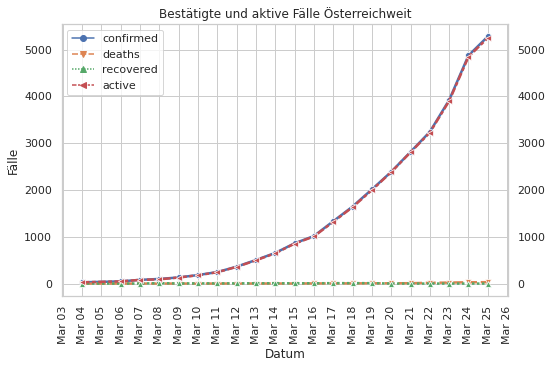 Bestätigte und aktive Fälle Österreichweit
confirmed
deaths
recovered
active
5000
4000
3000
2000
1000
0
5000
4000
3000
2000
1000
0
Fälle
Mar 03
Mar 04
Mar 05
Mar 06
Mar 07
Mar 08
Mar 09
Mar 10
Mar 11
Mar 12
Mar 13
Mar 14
Mar 15
Mar 16
Mar 17
Mar 18
Mar 19
Mar 20
Mar 21
Mar 22
Mar 23
Mar 24
Mar 25
Mar 26
Datum